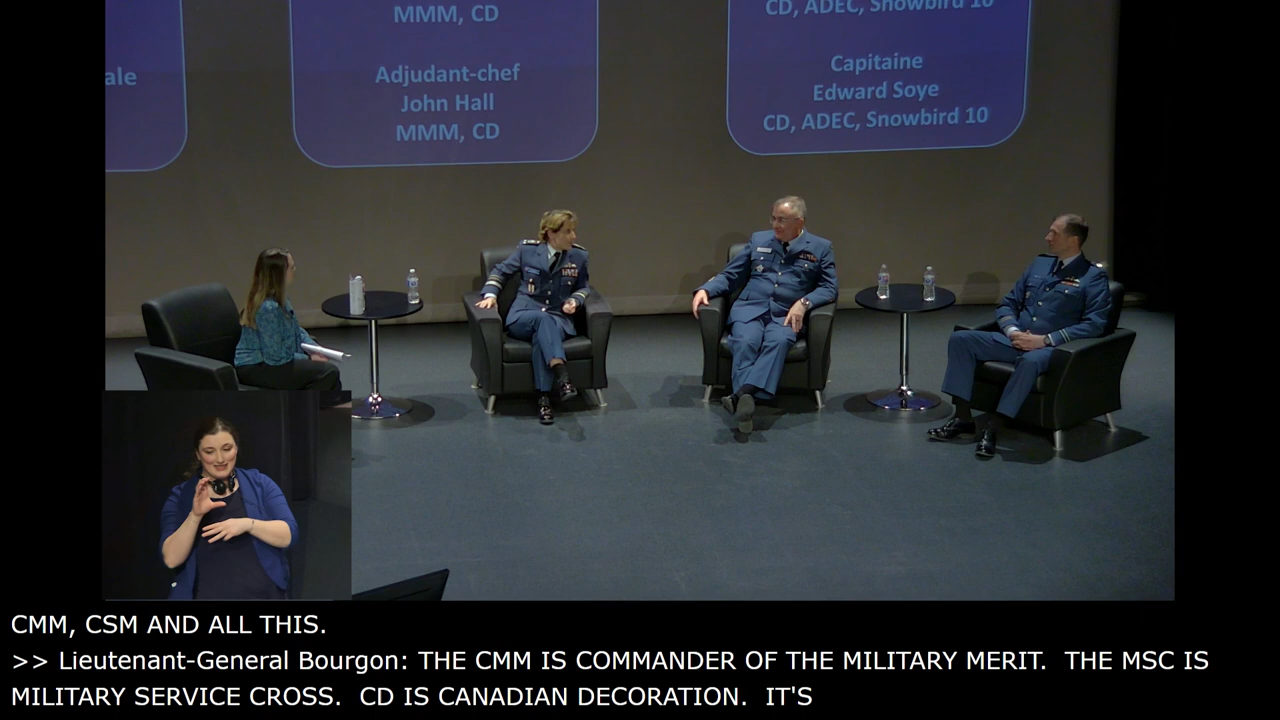 MMM, CD
CD, ADEC, Snowbird 10
ale
Adjudant-chef
John Hall
MMM, CD
Capitaine
Edward Soye
CD, ADEC, Snowbird 10
CMM, CSM AND ALL THIS.
>> Lieutenant-General Bourgon: THE CMM IS COMMANDER OF THE MILITARY MERIT.  THE MSC IS
MILITARY SERVICE CROSS.  CD IS CANADIAN DECORATION.  IT'S